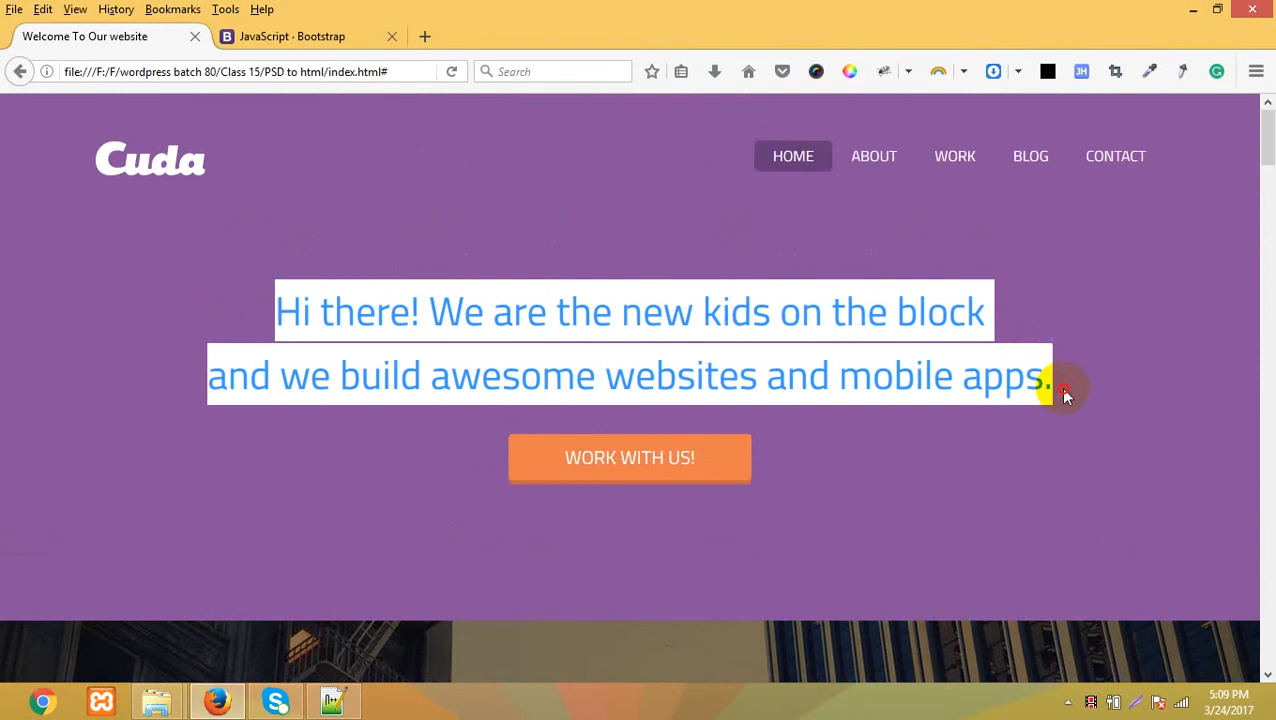 File Edit View History Bookmarks Tools Help
Welcome To Our website
B JavaScript · Bootstrap
file:///F:/F/wordpress batch 80/Class 15/PSD to html/index.html#
Search
JH
Cuda
HOME ABOUT WORK BLOG CONTACT
Hi there! We are the new kids on the block
and we build awesome websites and mobile apps.
WORK WITH US!
5:09 PM
3/24/2017